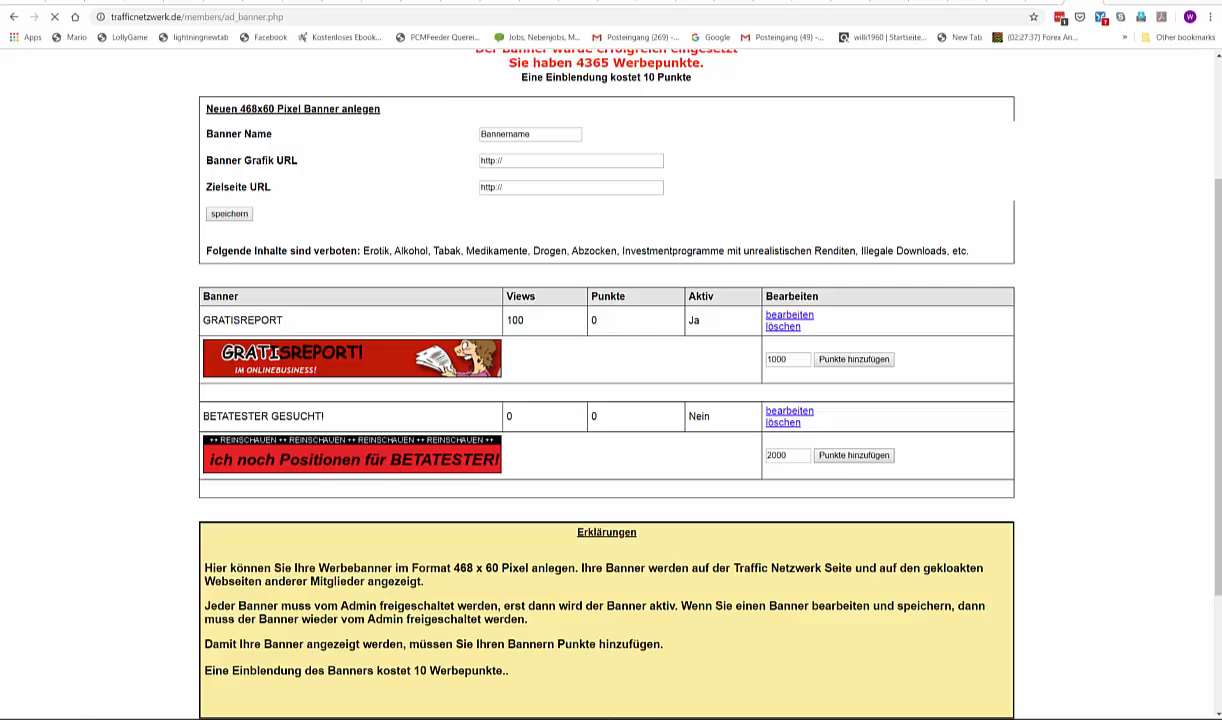 trafficnetzwerk.de/members/ad_banner.php
Apps Mario LollyGame lightningnewtab Facebook Kostenloses Ebook... PCMFeeder Querei... Jobs, Nebenjobs, M... Posteingang (269) -... Google Posteingang (49) -... willi1960 | Startseite... New Tab (02:27:37) Forex An... » Other bookmarks
Der Banner wurde erfolgreich eingesetzt
Sie haben 4365 Werbepunkte.
Eine Einblendung kostet 10 Punkte
Neuen 468x60 Pixel Banner anlegen
Banner Name Bannername
Banner Grafik URL http://
Zielseite URL http://
speichern
Folgende Inhalte sind verboten: Erotik, Alkohol, Tabak, Medikamente, Drogen, Abzocken, Investmentprogramme mit unrealistischen Renditen, Illegale Downloads, etc.
Banner Views Punkte Aktiv Bearbeiten
GRATISREPORT 100 0 Ja bearbeiten
löschen
GRATISREPORT!
IM ONLINEBUSINESS!
1000 Punkte hinzufügen
BETATESTER GESUCHT! 0 0 Nein bearbeiten
löschen
++ REINSCHAUEN ++ REINSCHAUEN ++ REINSCHAUEN ++ REINSCHAUEN ++
ich noch Positionen für BETATESTER!
2000 Punkte hinzufügen
Erklärungen
Hier können Sie Ihre Werbebanner im Format 468 x 60 Pixel anlegen. Ihre Banner werden auf der Traffic Netzwerk Seite und auf den gekloakten
Webseiten anderer Mitglieder angezeigt.
Jeder Banner muss vom Admin freigeschaltet werden, erst dann wird der Banner aktiv. Wenn Sie einen Banner bearbeiten und speichern, dann
muss der Banner wieder vom Admin freigeschaltet werden.
Damit Ihre Banner angezeigt werden, müssen Sie Ihren Bannern Punkte hinzufügen.
Eine Einblendung des Banners kostet 10 Werbepunkte..